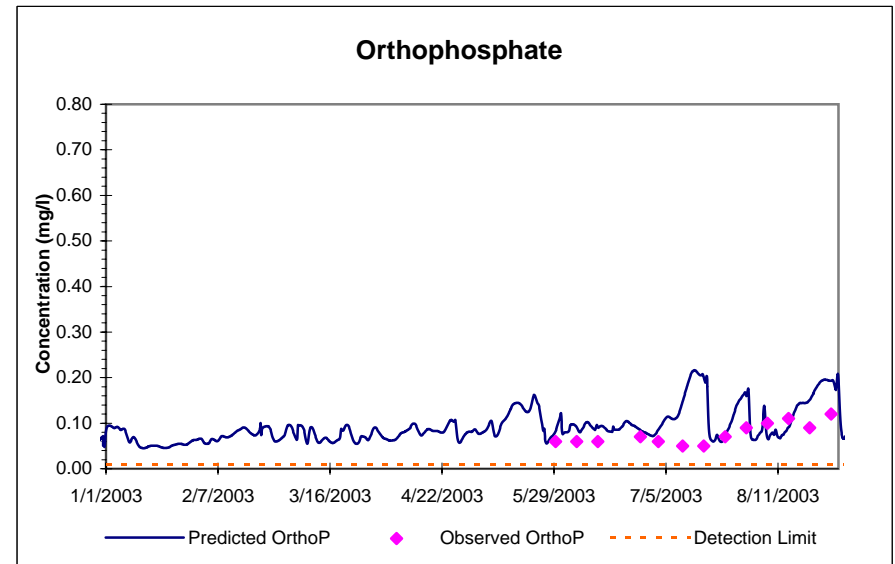 Orthophosphate
Concentration (mg/l)
0.80
0.70
0.60
0.50
0.40
0.30
0.20
0.10
0.00
1/1/2003 2/7/2003 3/16/2003 4/22/2003 5/29/2003 7/5/2003 8/11/2003
Predicted OrthoP Observed OrthoP Detection Limit